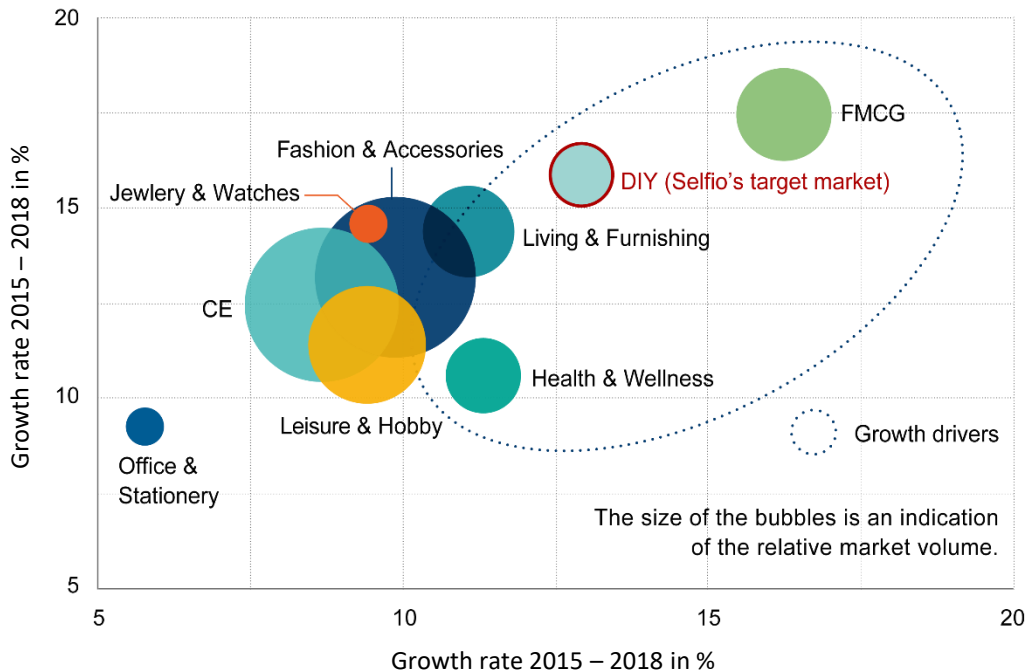 20
15
10
5
Growth rate 2015 – 2018 in %
Fashion & Accessories
Jewlery & Watches
FMCG
DIY (Selfio’s target market)
Living & Furnishing
CE
Health & Wellness
Leisure & Hobby
Growth drivers
Office &
Stationery
The size of the bubbles is an indication
of the relative market volume.
5
10
15
20
Growth rate 2015 – 2018 in %